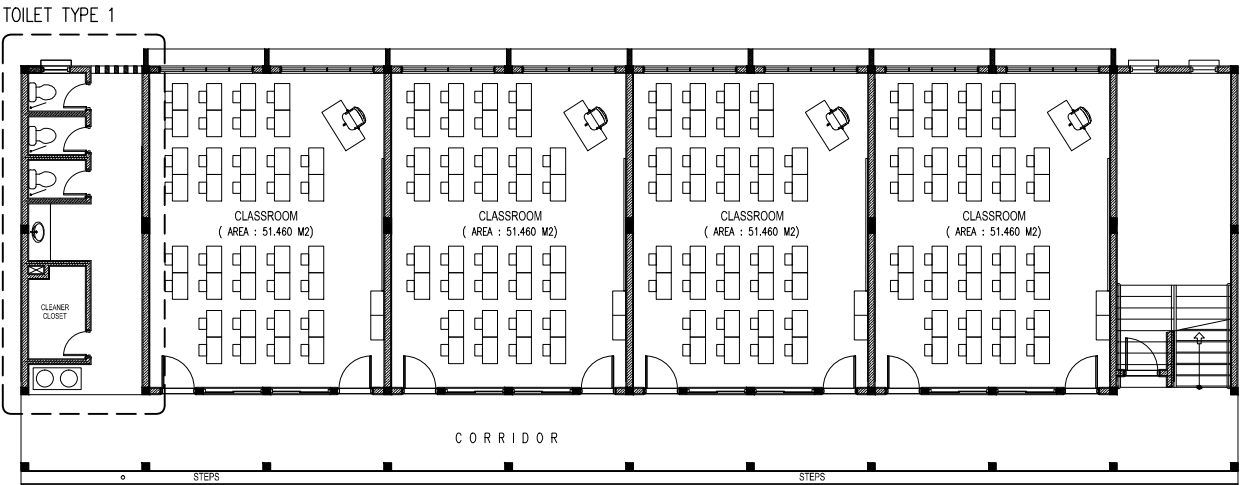 TOILET TYPE 1
CLASSROOM
( AREA : 51.460 M2)
CLASSROOM
( AREA : 51.460 M2)
CLASSROOM
( AREA : 51.460 M2)
CLASSROOM
( AREA : 51.460 M2)
CLEANER
CLOSET
CORRIDOR
STEPS
STEPS